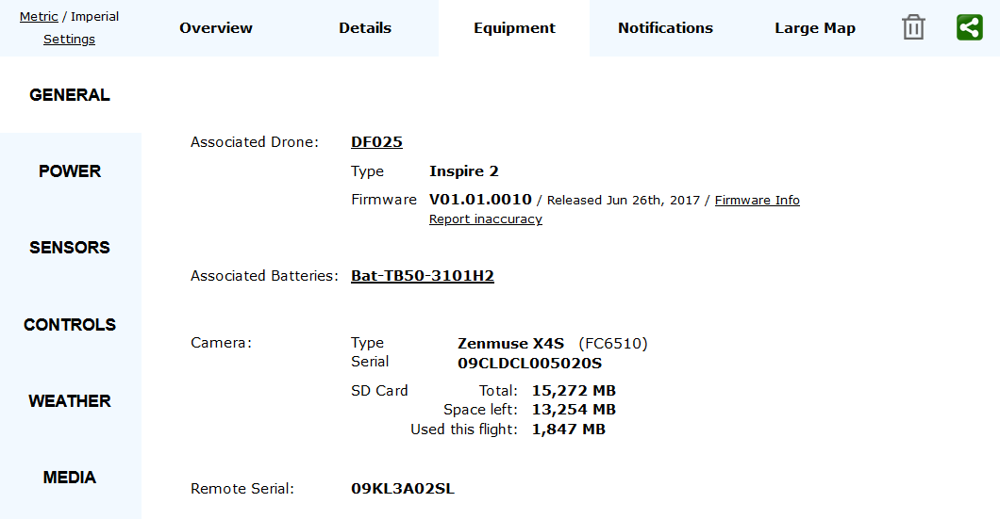 Metric / Imperial
Settings
Overview
Details
Equipment
Notifications
Large Map
GENERAL
POWER
SENSORS
CONTROLS
WEATHER
MEDIA
Associated Drone: DF025
Type Inspire 2
Firmware V01.01.0010 / Released Jun 26th, 2017 / Firmware Info
Report inaccuracy
Associated Batteries: Bat-TB50-3101H2
Camera: Type Zenmuse X4S (FC6510)
Serial 09CLDCL005020S
SD Card Total: 15,272 MB
Space left: 13,254 MB
Used this flight: 1,847 MB
Remote Serial: 09KL3A02SL